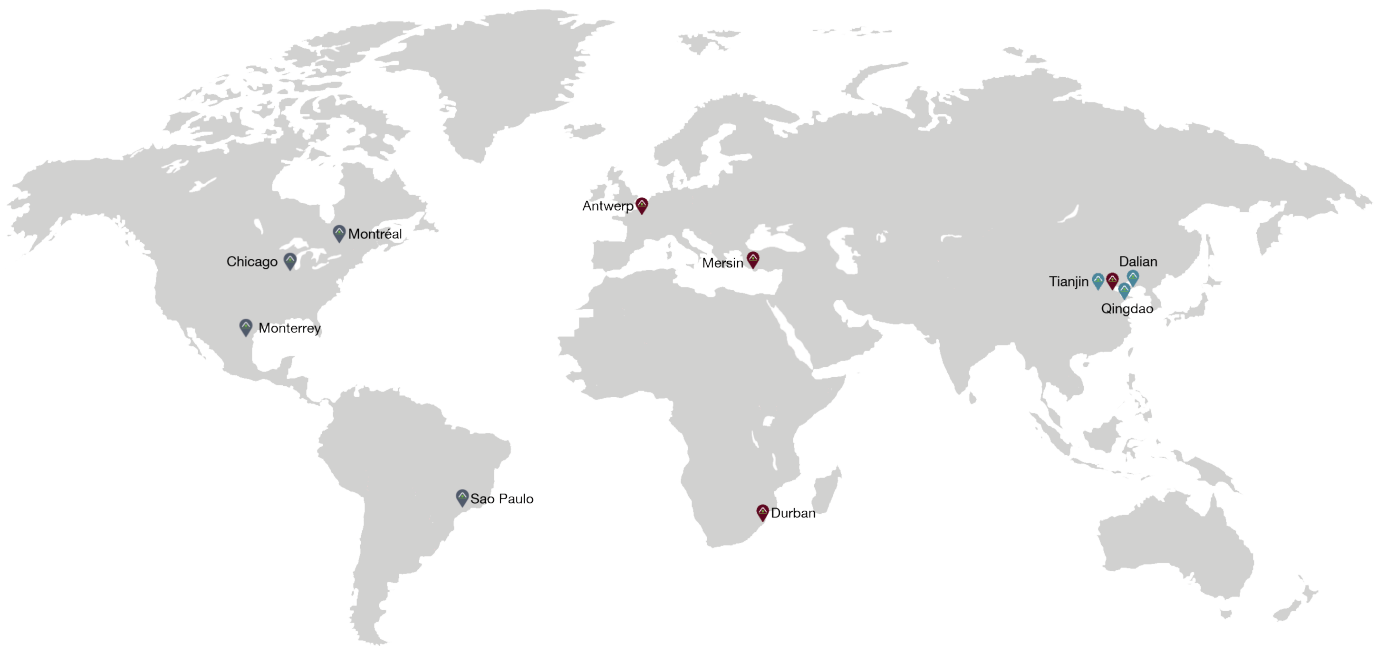 Antwerp
Montréal
Chicago
Mersin
Dalian
Tianjin
Qingdao
Monterrey
Sao Paulo
Durban